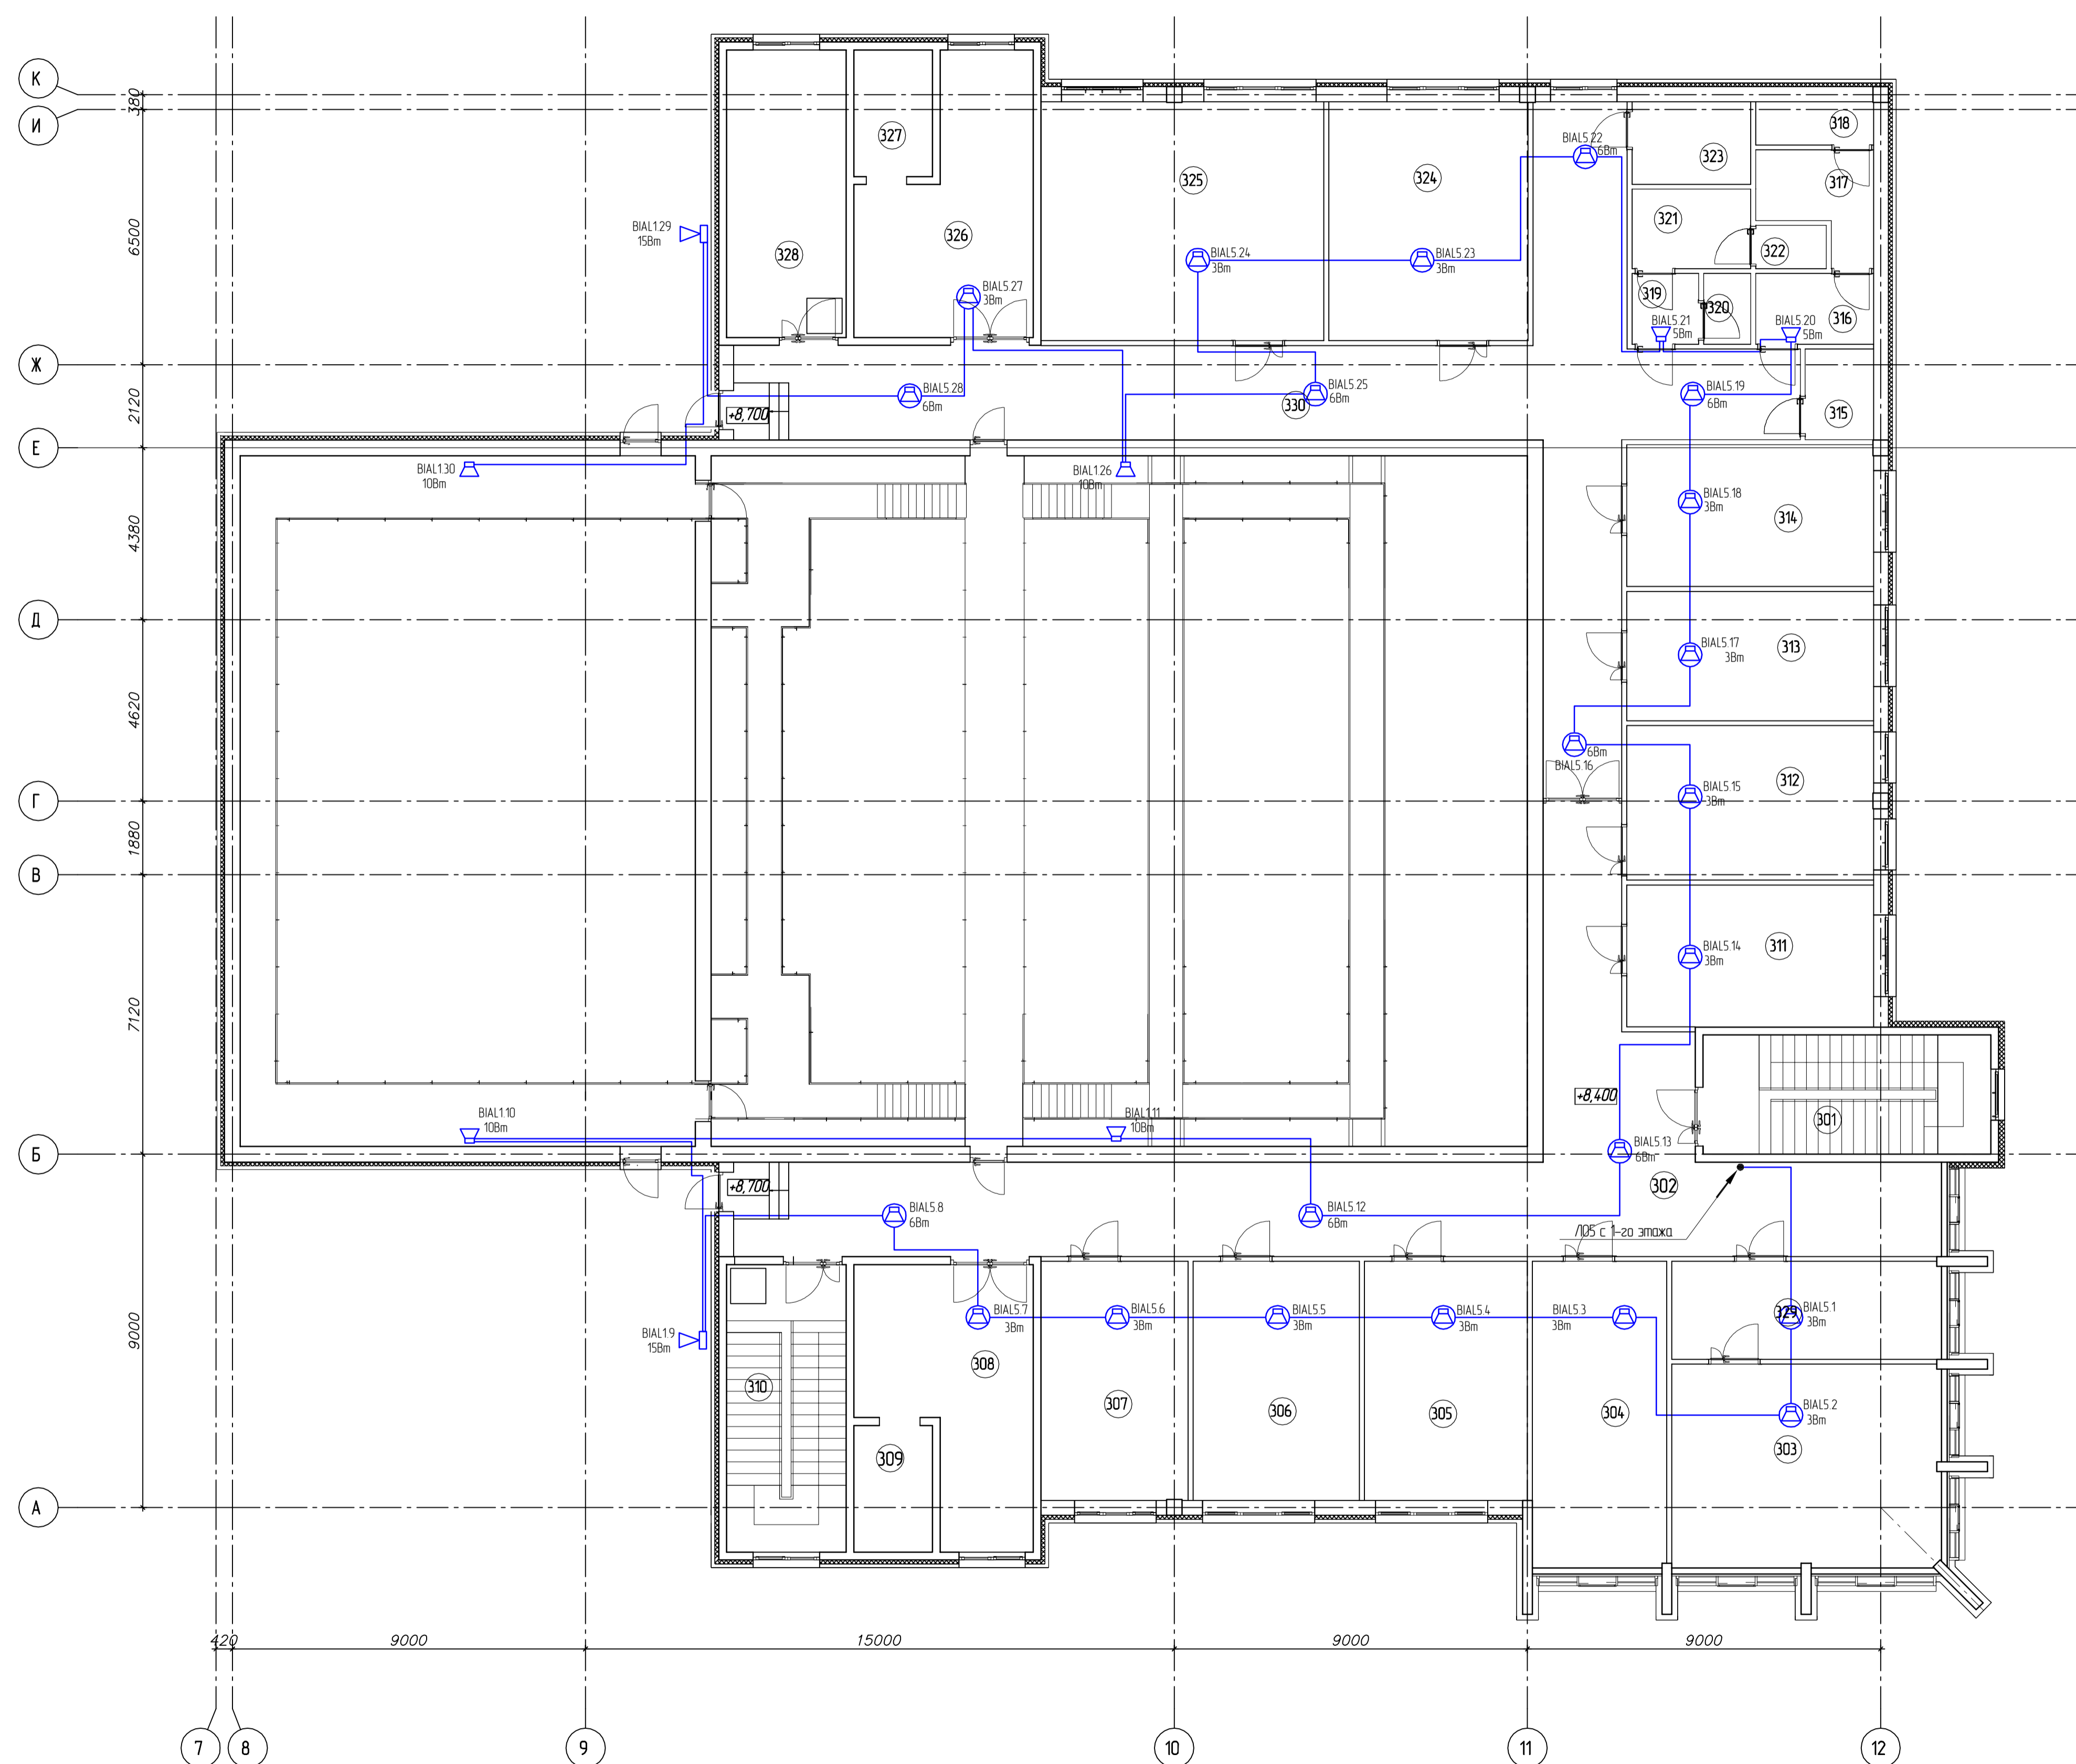 К
И
380
6500
Ж
2120
Е
4380
Д
4620
Г
1880
В
7120
Б
9000
А
327
326
328
325
324
BIAL5.22
6Вт
323
318
317
321
322
319
320
316
BIAL5.21
5Вт
BIAL5.20
5Вт
BIAL1.29
15Вт
BIAL5.27
3Вт
BIAL5.24
3Вт
BIAL5.23
3Вт
BIAL5.28
6Вт
+8,700
330
BIAL5.25
6Вт
BIAL5.19
6Вт
315
BIAL1.30
10Вт
BIAL1.26
10Вт
BIAL5.18
3Вт
314
BIAL5.17
3Вт
313
6Вт
BIAL5.16
BIAL5.15
3Вт
312
BIAL5.14
3Вт
311
+8,400
301
BIAL1.10
10Вт
BIAL1.11
10Вт
BIAL5.13
6Вт
302
+8,700
BIAL5.8
6Вт
BIAL5.12
6Вт
Л05 с 1-го этажа
BIAL1.9
15Вт
BIAL5.7
3Вт
BIAL5.6
3Вт
BIAL5.5
3Вт
BIAL5.4
3Вт
BIAL5.3
3Вт
329
BIAL5.1
3Вт
308
310
307
306
305
304
BIAL5.2
3Вт
303
309
420
9000
15000
9000
9000
7
8
9
10
11
12